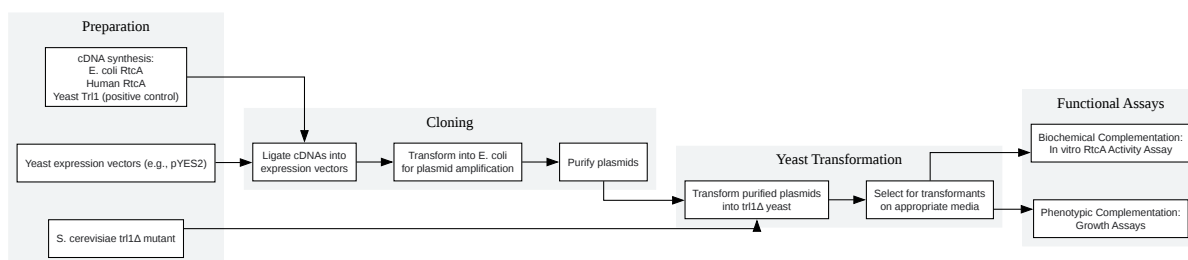 Preparation
cDNA synthesis:
E. coli RtcA
Human RtcA
Yeast Trl1 (positive control)
Yeast expression vectors (e.g., pYES2)
S. cerevisiae trl1Δ mutant
Cloning
Ligate cDNAs into
expression vectors
Transform into E. coli
for plasmid amplification
Purify plasmids
Yeast Transformation
Transform purified plasmids
into trl1Δ yeast
Select for transformants
on appropriate media
Functional Assays
Biochemical Complementation:
In vitro RtcA Activity Assay
Phenotypic Complementation:
Growth Assays